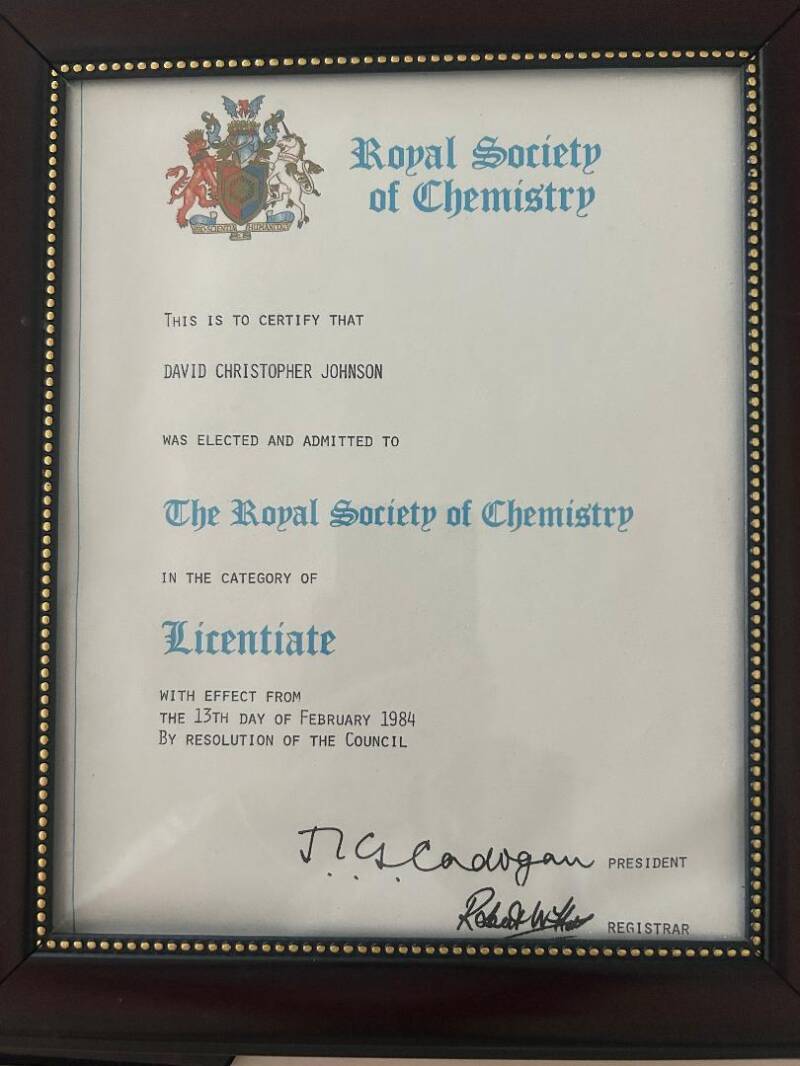 Royal Society
of Chemistry
THIS IS TO CERTIFY THAT
DAVID CHRISTOPHER JOHNSON
WAS ELECTED AND ADMITTED TO
The Royal Society of Chemistry
IN THE CATEGORY OF
Licentiate
WITH EFFECT FROM
THE 13TH DAY OF FEBRUARY 1984
BY RESOLUTION OF THE COUNCIL
Cadogan PRESIDENT
Robert REGISTRAR